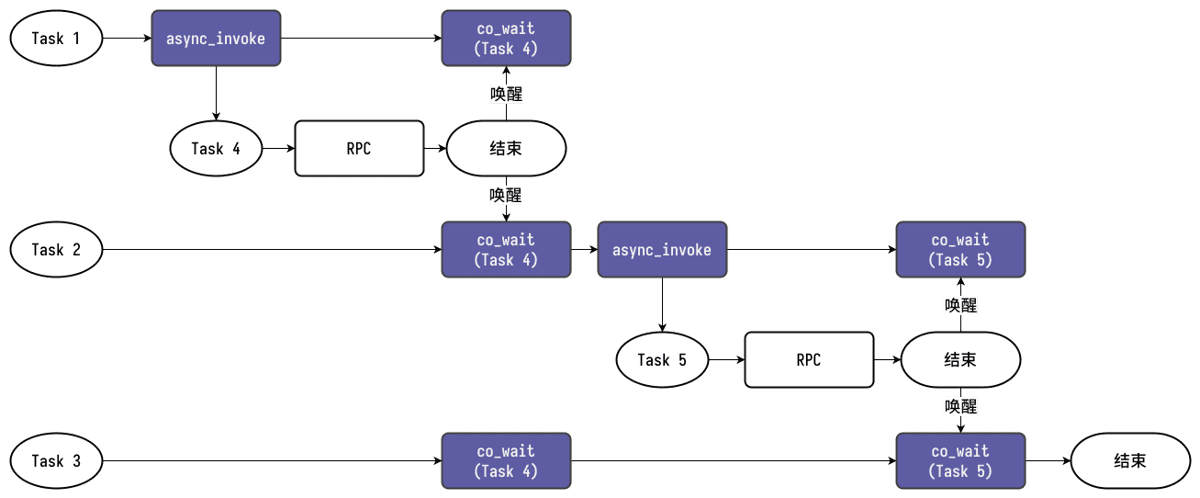 Task 1
async_invoke
co_wait
(Task 4)
唤醒
Task 4
RPC
结束
唤醒
Task 2
co_wait
(Task 4)
async_invoke
co_wait
(Task 5)
唤醒
Task 5
RPC
结束
唤醒
Task 3
co_wait
(Task 4)
co_wait
(Task 5)
结束